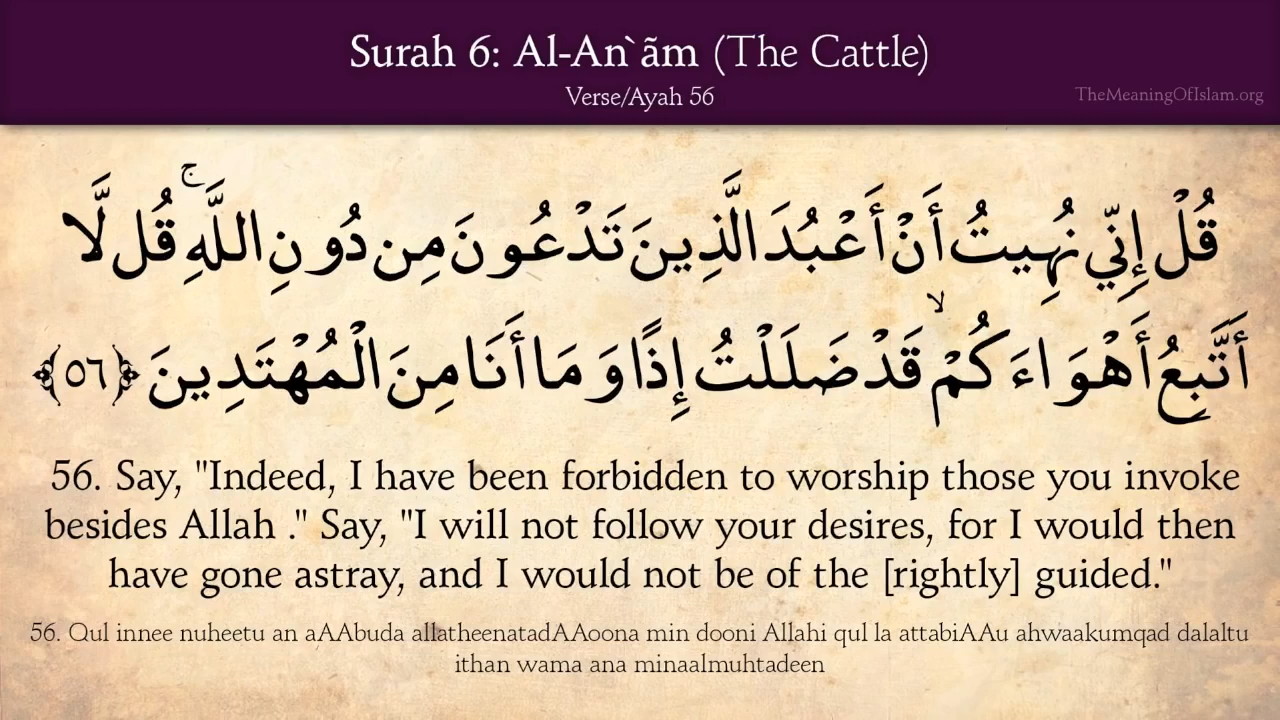 Surah 6: Al-An`ãm (The Cattle)
Verse/Ayah 56
TheMeaningOfIslam.org
قُلْ إِنِّي نُهِيتُ أَنْ أَعْبُدَ الَّذِينَ تَدْعُونَ مِن دُونِ اللَّهِ ۚ قُل لَّا
أَتَّبِعُ أَهْوَاءَكُمْ ۙ قَدْ ضَلَلْتُ إِذًا وَمَا أَنَا مِنَ الْمُهْتَدِينَ ﴿٥٦﴾
56. Say, "Indeed, I have been forbidden to worship those you invoke
besides Allah ." Say, "I will not follow your desires, for I would then
have gone astray, and I would not be of the [rightly] guided."
56. Qul innee nuheetu an aAAbuda allatheenatadAAoona min dooni Allahi qul la attabiAAu ahwaakumqad dalaltu
ithan wama ana minaalmuhtadeen